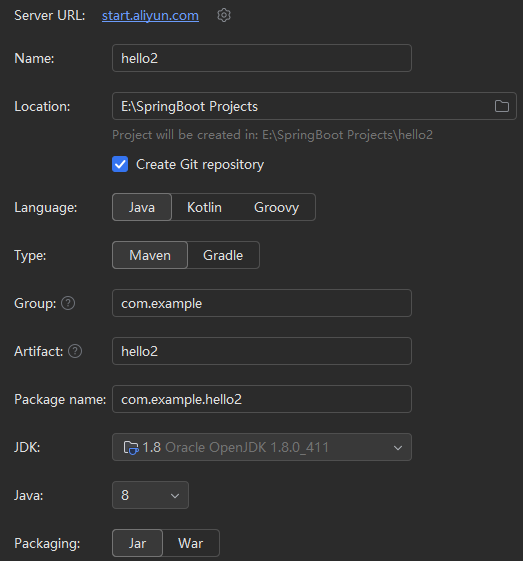 Server URL: start.aliyun.com
Name: hello2
Location: E:\SpringBoot Projects
Project will be created in: E:\SpringBoot Projects\hello2
Create Git repository
Language: Java Kotlin Groovy
Type: Maven Gradle
Group: ? com.example
Artifact: ? hello2
Package name: com.example.hello2
JDK: 1.8 Oracle OpenJDK 1.8.0_411
Java: 8
Packaging: Jar War